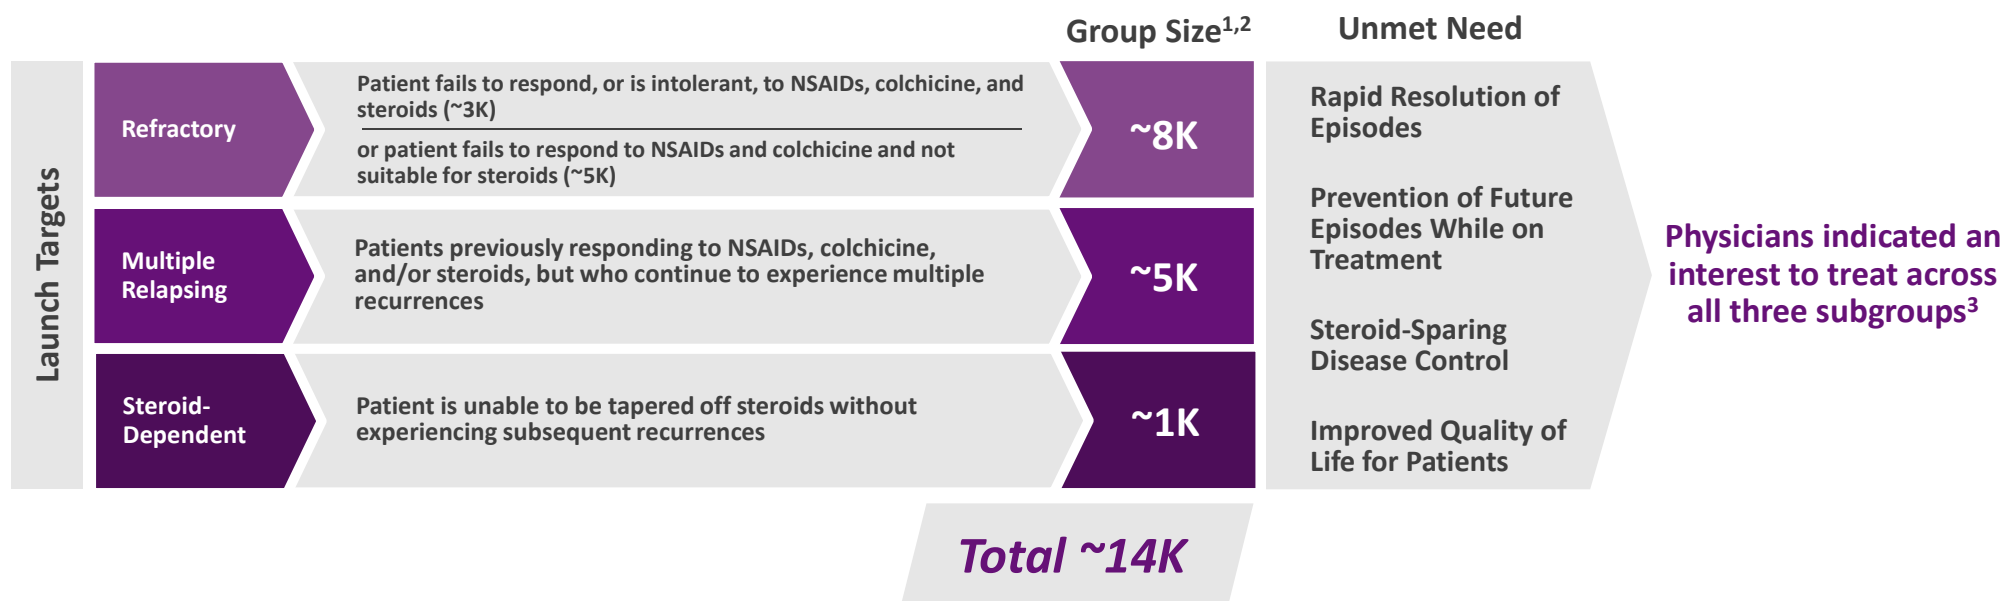 Group Size1,2
Unmet Need
Launch Targets
Refractory
Patient fails to respond, or is intolerant, to NSAIDs, colchicine, and
steroids (~3K)
or patient fails to respond to NSAIDs and colchicine and not
suitable for steroids (~5K)
~8K
Multiple
Relapsing
Patients previously responding to NSAIDs, colchicine,
and/or steroids, but who continue to experience multiple
recurrences
~5K
Steroid-
Dependent
Patient is unable to be tapered off steroids without
experiencing subsequent recurrences
~1K
Total ~14K
Rapid Resolution of
Episodes
Prevention of Future
Episodes While on
Treatment
Steroid-Sparing
Disease Control
Improved Quality of
Life for Patients
Physicians indicated an
interest to treat across
all three subgroups3